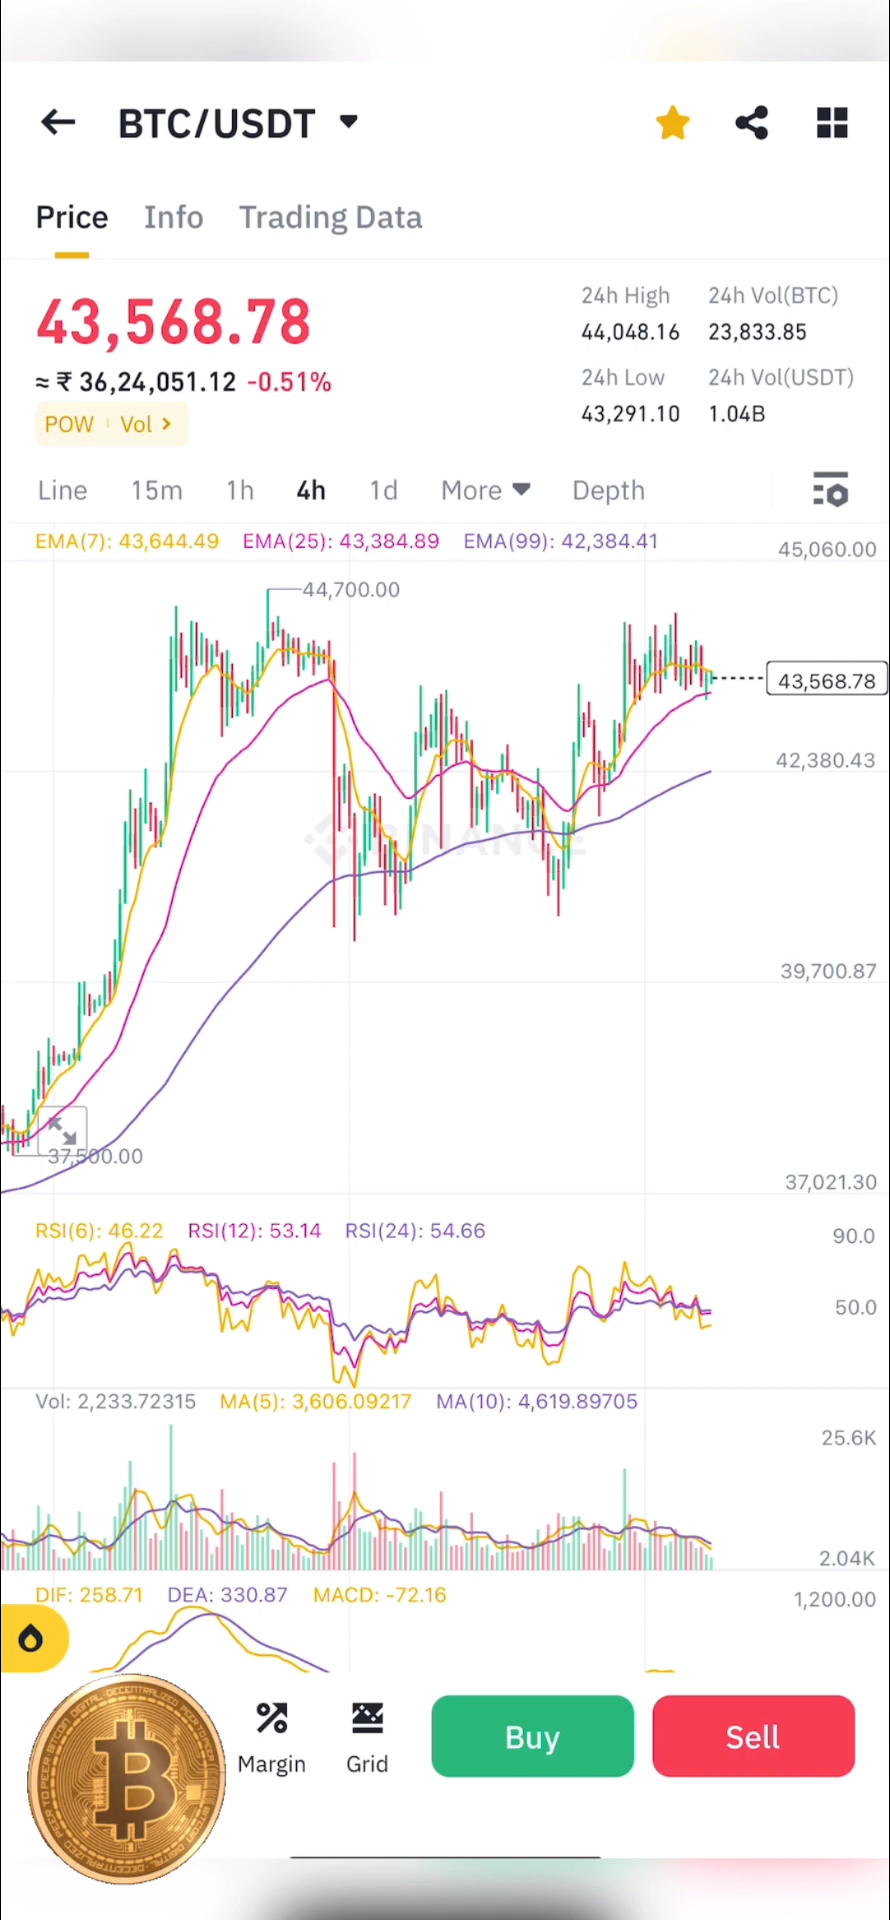 BTC/USDT
Price Info Trading Data
43,568.78
≈ ₹ 36,24,051.12 -0.51%
POW Vol >
24h High 24h Vol(BTC)
44,048.16 23,833.85
24h Low 24h Vol(USDT)
43,291.10 1.04B
Line 15m 1h 4h 1d More Depth
EMA(7): 43,644.49 EMA(25): 43,384.89 EMA(99): 42,384.41
45,060.00
44,700.00
43,568.78
42,380.43
BINANCE
39,700.87
37,500.00
37,021.30
RSI(6): 46.22 RSI(12): 53.14 RSI(24): 54.66
90.0
50.0
Vol: 2,233.72315 MA(5): 3,606.09217 MA(10): 4,619.89705
25.6K
2.04K
DIF: 258.71 DEA: 330.87 MACD: -72.16
1,200.00
Margin Grid Buy Sell